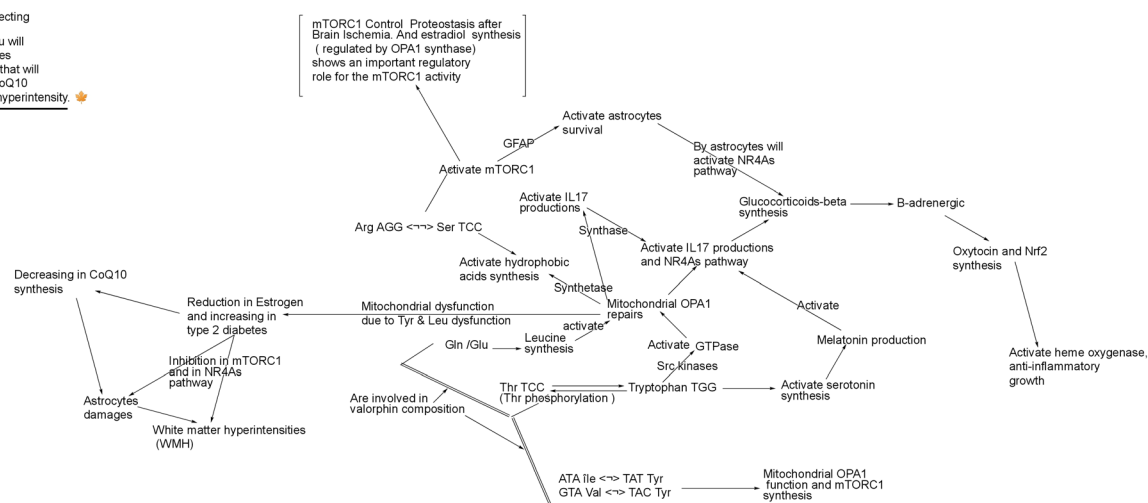 ecting
u will
es
that will
oQ10
hyperintensity.
mTORC1 Control Proteostasis after
Brain Ischemia. And estradiol synthesis
( regulated by OPA1 synthase)
shows an important regulatory
role for the mTORC1 activity
Activate astrocytes
survival
GFAP
Activate mTORC1
By astrocytes will
activate NR4As
pathway
Activate IL17
productions
Glucocorticoids-beta
synthesis
B-adrenergic
Arg AGG <¬¬> Ser TCC
Synthase
Activate IL17 productions
and NR4As pathway
Oxytocin and Nrf2
synthesis
Activate hydrophobic
acids synthesis
Decreasing in CoQ10
synthesis
Synthetase
Reduction in Estrogen
and increasing in
type 2 diabetes
Mitochondrial dysfunction
due to Tyr & Leu dysfunction
Mitochondrial OPA1
repairs
Activate
activate
Gln /Glu
Leucine
synthesis
Activate GTPase
Melatonin production
Activate heme oxygenase,
anti-inflammatory
growth
Inhibition in mTORC1
and in NR4As
pathway
Src kinases
Thr TCC
(Thr phosphorylation )
Tryptophan TGG
Activate serotonin
synthesis
Astrocytes
damages
Are involved in
valorphin composition
White matter hyperintensities
(WMH)
ATA île <¬> TAT Tyr
GTA Val <¬> TAC Tyr
Mitochondrial OPA1
function and mTORC1
synthesis